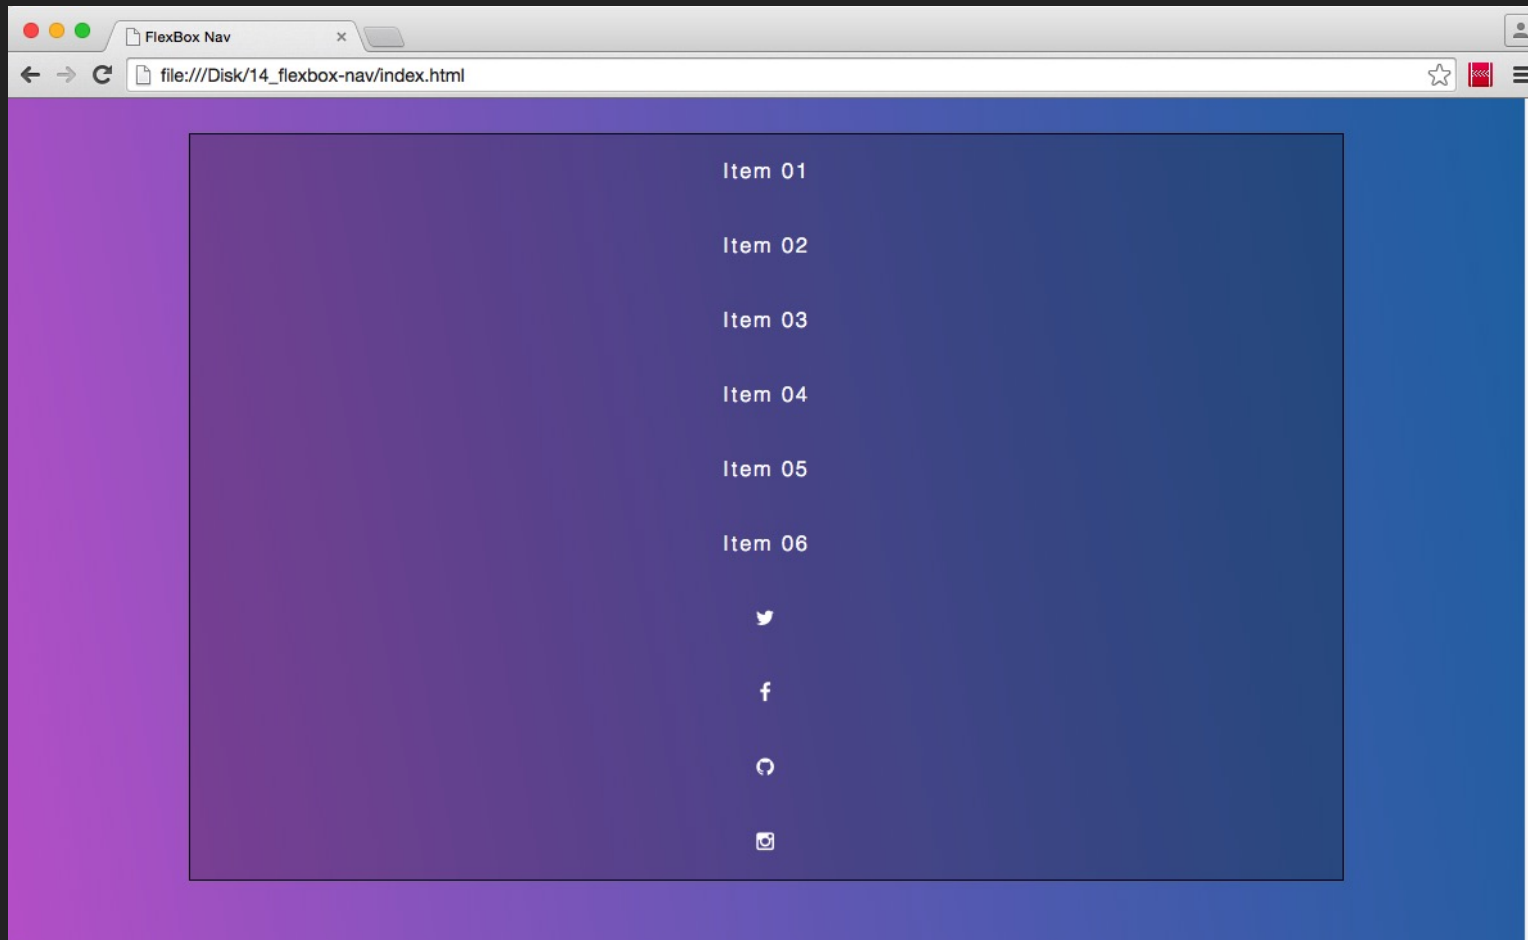 FlexBox Nav
file:///Disk/14_flexbox-nav/index.html
Item 01
Item 02
Item 03
Item 04
Item 05
Item 06